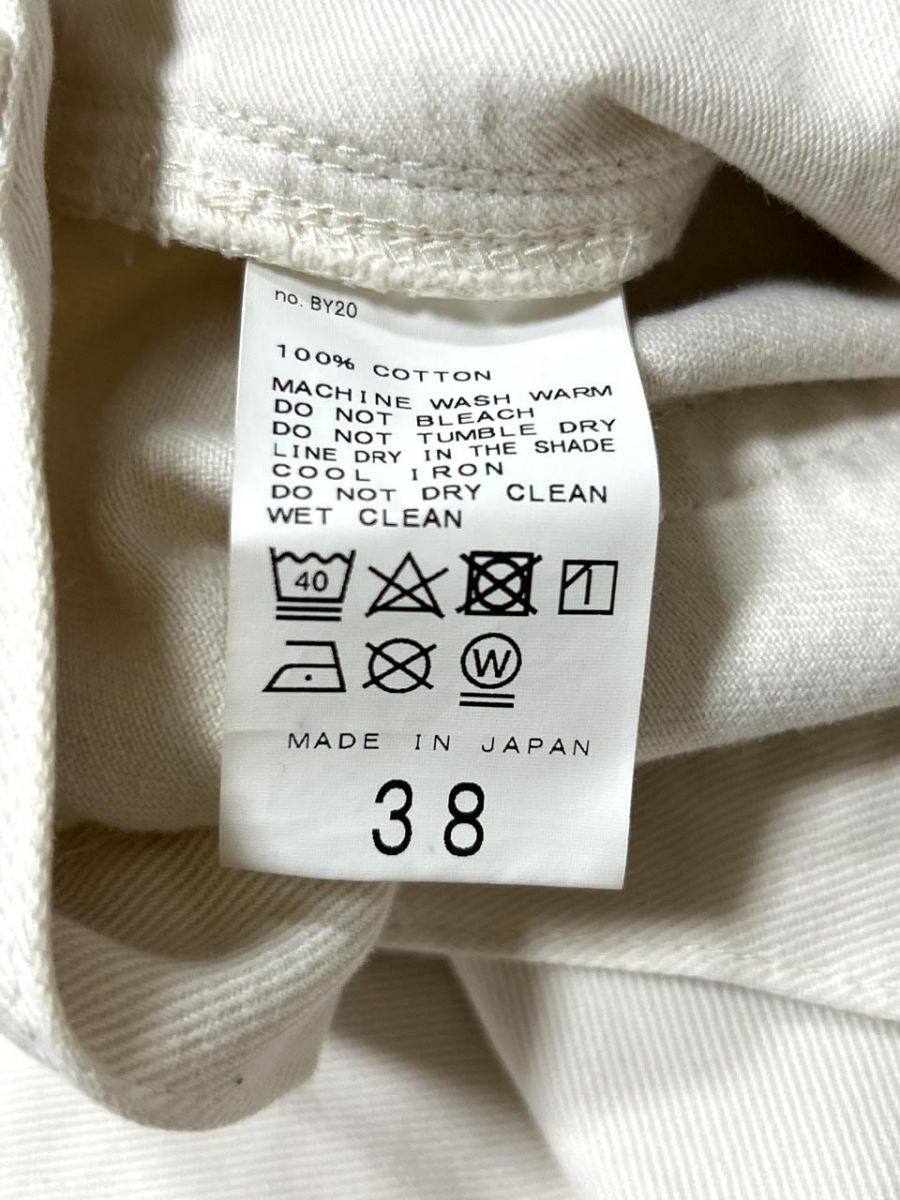 no. BY20
100% COTTON
MACHINE WASH WARM
DO NOT BLEACH
DO NOT TUMBLE DRY
LINE DRY IN THE SHADE
COOL IRON
DO NOT DRY CLEAN
WET CLEAN
40
W
MADE IN JAPAN
38